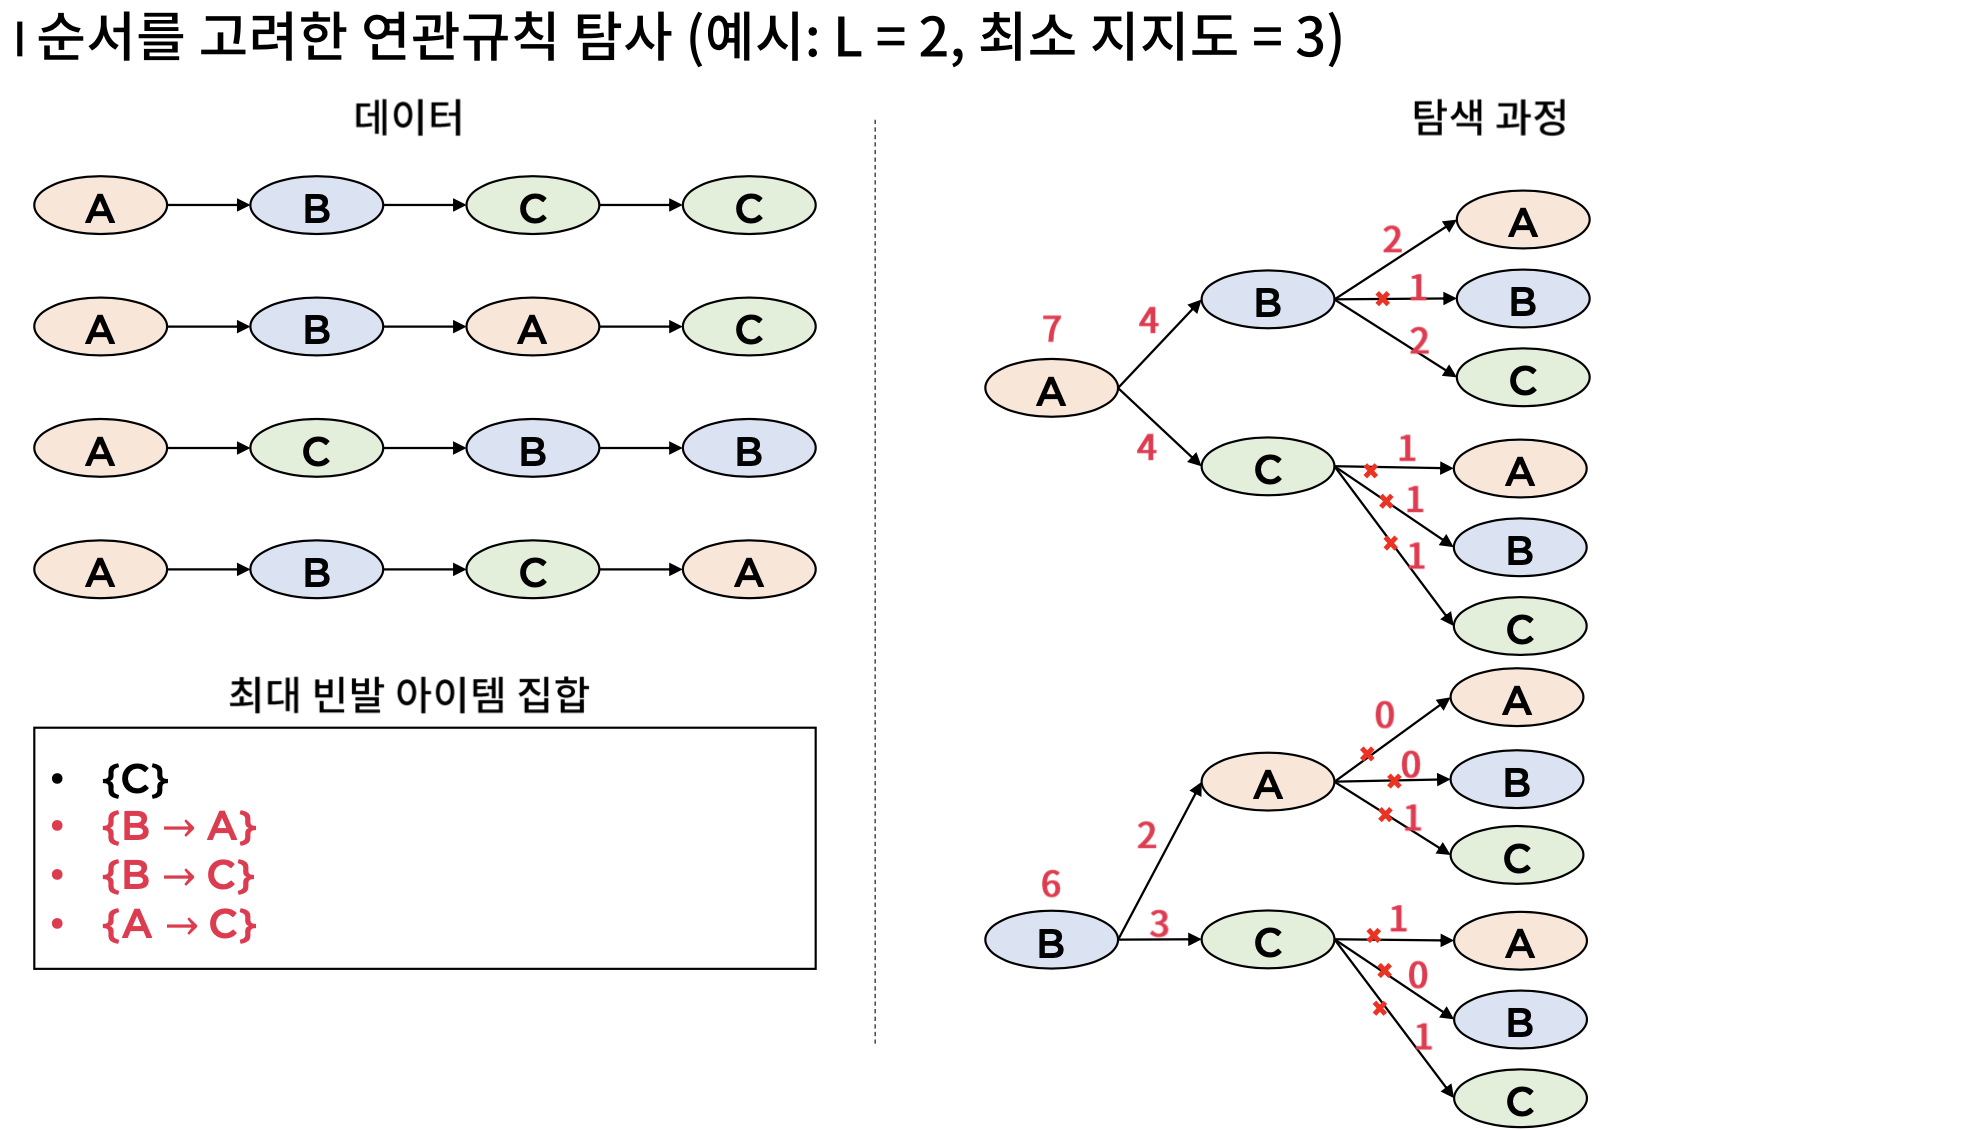 I 순서를 고려한 연관규칙 탐사 (예시: L = 2, 최소 지지도 = 3)
데이터
A B C C
A B A C
A C B B
A B C A
최대 빈발 아이템 집합
• {C}
• {B → A}
• {B → C}
• {A → C}
탐색 과정
A
2
B
1
B
7
4
2
A
C
4
C
1
A
1
B
1
C
0
A
0
B
A
1
C
2
6
B
3
C
1
A
0
B
1
C